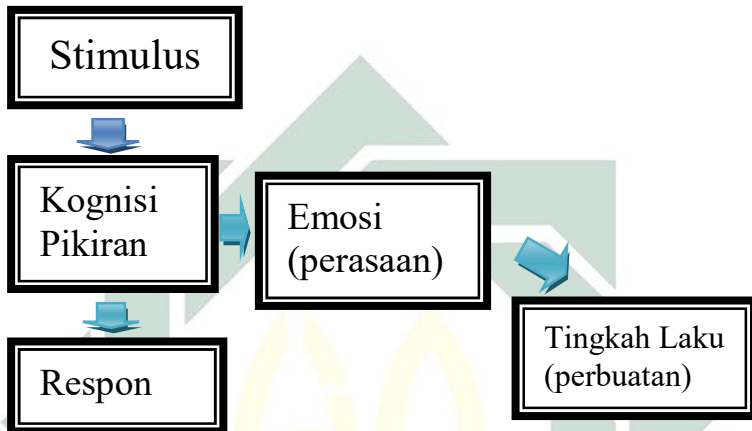 Stimulus
Kognisi
Pikiran
Emosi
(perasaan)
Tingkah Laku
(perbuatan)
Respon